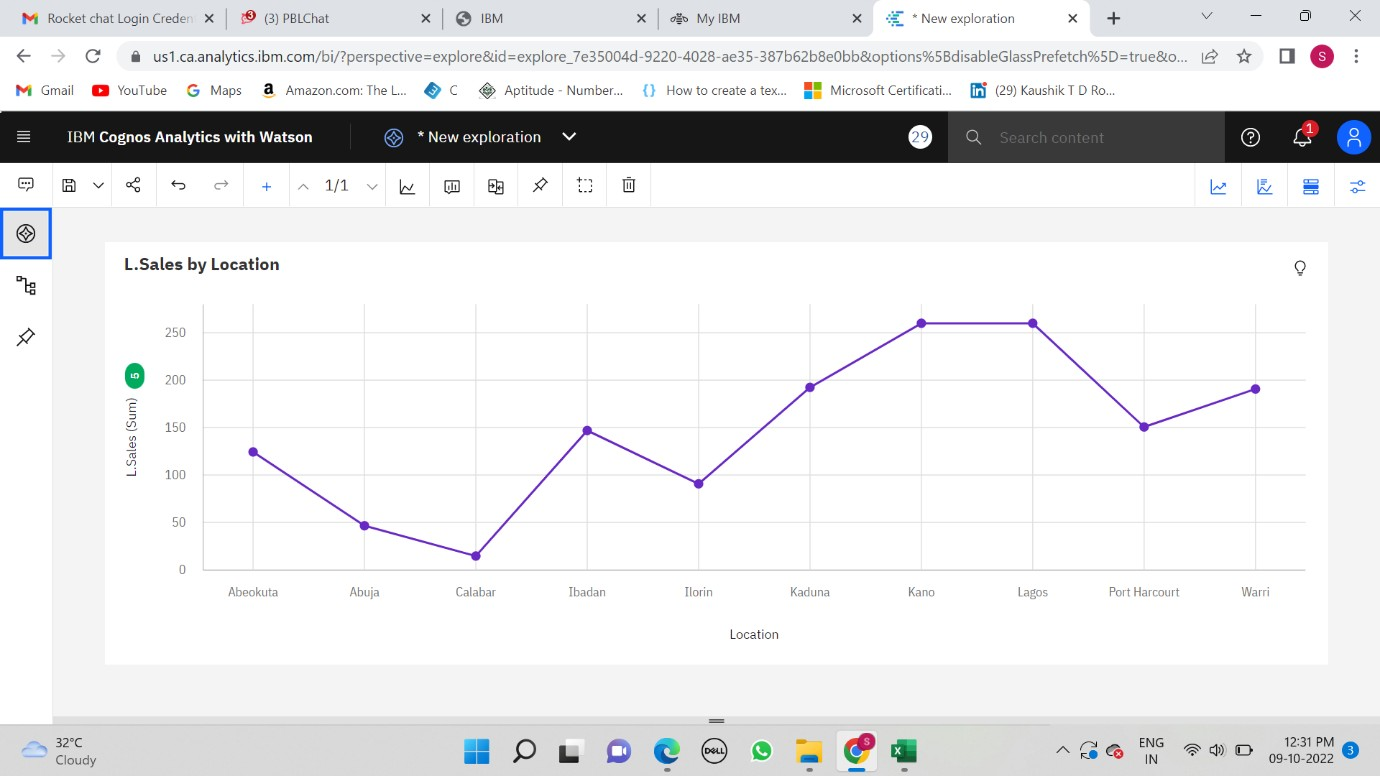 Rocket chat Login Creden
(3) PBLChat
IBM
My IBM
* New exploration
us1.ca.analytics.ibm.com/bi/?perspective=explore&id=explore_7e35004d-9220-4028-ae35-387b62b8e0bb&options%5BdisableGlassPrefetch%5D=true&o...
S
Gmail
YouTube
Maps
Amazon.com: The L...
C
Aptitude - Number...
How to create a tex...
Microsoft Certificati...
(29) Kaushik T D Ro...
IBM Cognos Analytics with Watson
* New exploration
29
Search content
1
1/1
L.Sales by Location
250
200
150
100
50
0
5
L.Sales (Sum)
Abeokuta Abuja Calabar Ibadan Ilorin Kaduna Kano Lagos Port Harcourt Warri
Location
32°C
Cloudy
DELL
S
ENG
IN
12:31 PM
09-10-2022
3